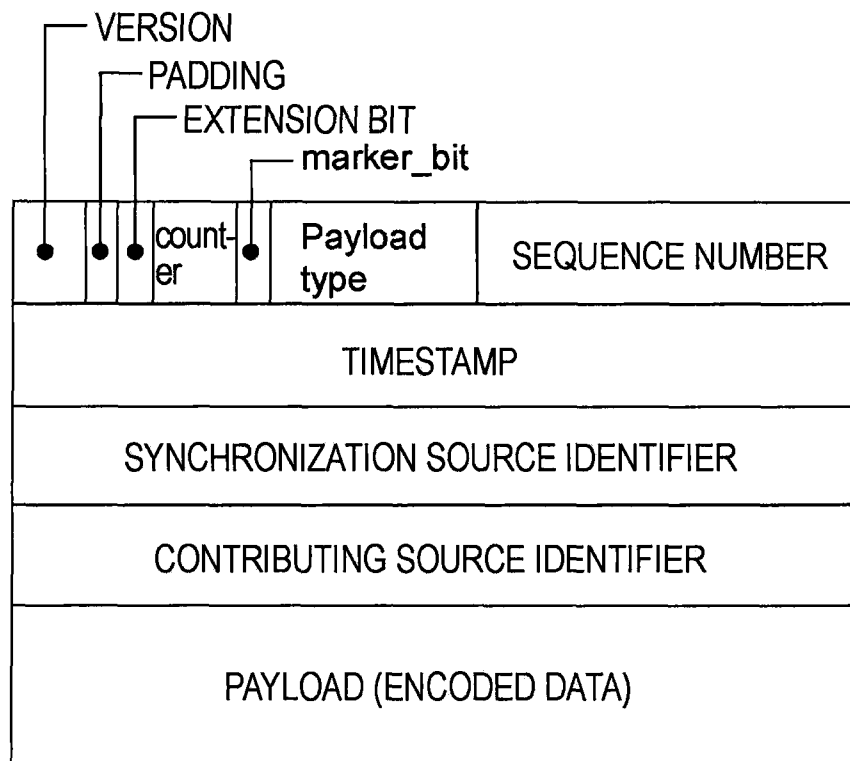 VERSION
PADDING
EXTENSION BIT
marker_bit
count-
er
Payload
type
SEQUENCE NUMBER
TIMESTAMP
SYNCHRONIZATION SOURCE IDENTIFIER
CONTRIBUTING SOURCE IDENTIFIER
PAYLOAD (ENCODED DATA)